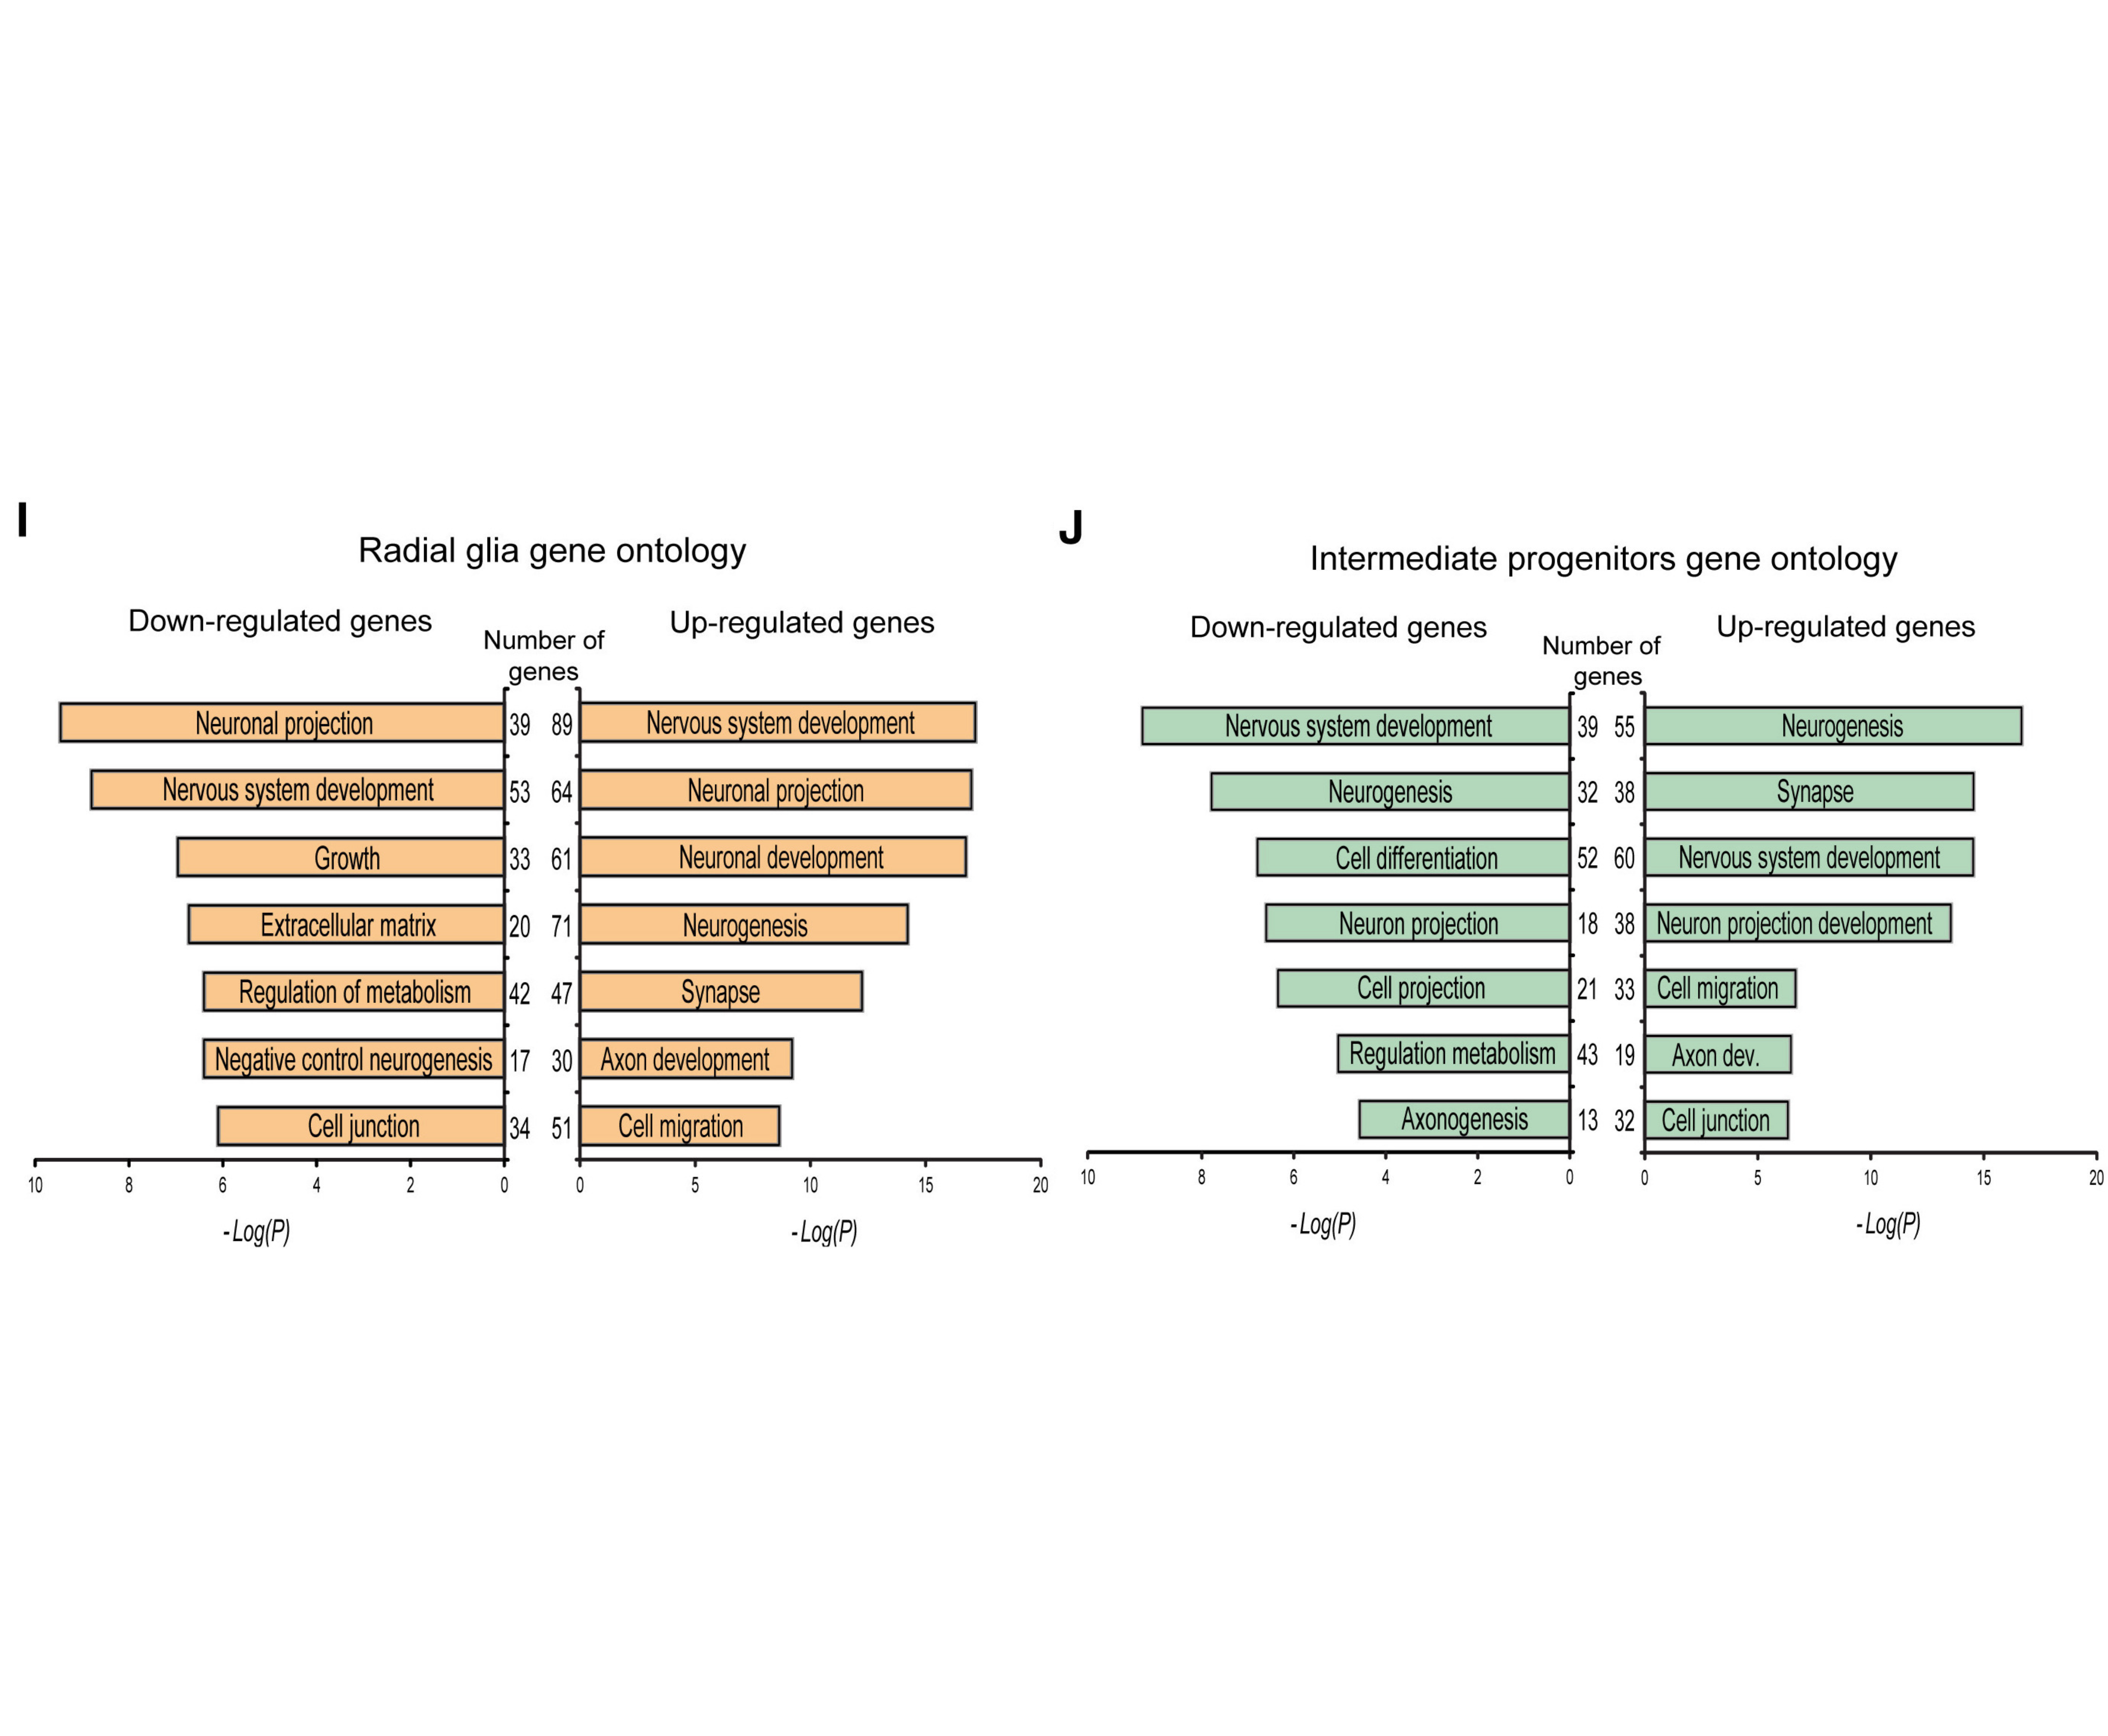 I
Radial glia gene ontology
Down-regulated genes
Number of
genes
Up-regulated genes
Neuronal projection 39 89 Nervous system development
Nervous system development 53 64 Neuronal projection
Growth 33 61 Neuronal development
Extracellular matrix 20 71 Neurogenesis
Regulation of metabolism 42 47 Synapse
Negative control neurogenesis 17 30 Axon development
Cell junction 34 51 Cell migration
10 8 6 4 2 0 0 5 10 15 20
-Log(P) -Log(P)
J
Intermediate progenitors gene ontology
Down-regulated genes
Number of
genes
Up-regulated genes
Nervous system development 39 55 Neurogenesis
Neurogenesis 32 38 Synapse
Cell differentiation 52 60 Nervous system development
Neuron projection 18 38 Neuron projection development
Cell projection 21 33 Cell migration
Regulation metabolism 43 19 Axon dev.
Axonogenesis 13 32 Cell junction
10 8 6 4 2 0 0 5 10 15 20
-Log(P) -Log(P)